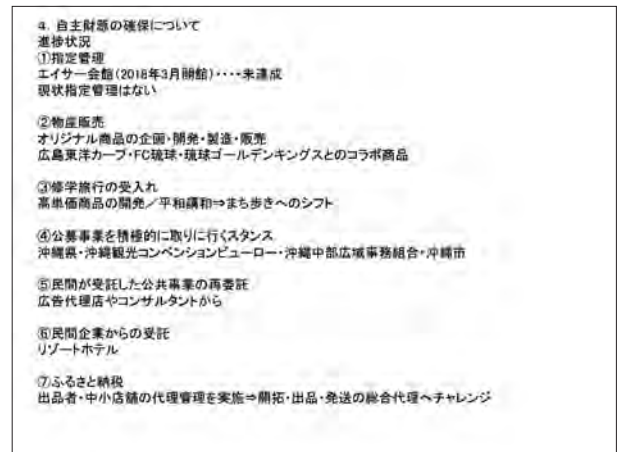 4．自主財源の確保について
進捗状況
①指定管理
エイサー会館(2018年3月開館)・・・・未達成
現状指定管理はない
②物産販売
オリジナル商品の企画・開発・製造・販売
広島東洋カープ・FC琉球・琉球ゴールデンキングスとのコラボ商品
③修学旅行の受入れ
高単価商品の開発／平和講和⇒まち歩きへのシフト
④公募事業を積極的に取りに行くスタンス
沖縄県・沖縄観光コンベンションビューロー・沖縄中部広域事務組合・沖縄市
⑤民間が受託した公共事業の再委託
広告代理店やコンサルタントから
⑥民間企業からの受託
リゾートホテル
⑦ふるさと納税
出品者・中小店舗の代理管理を実施⇒開拓・出品・発送の総合代理へチャレンジ